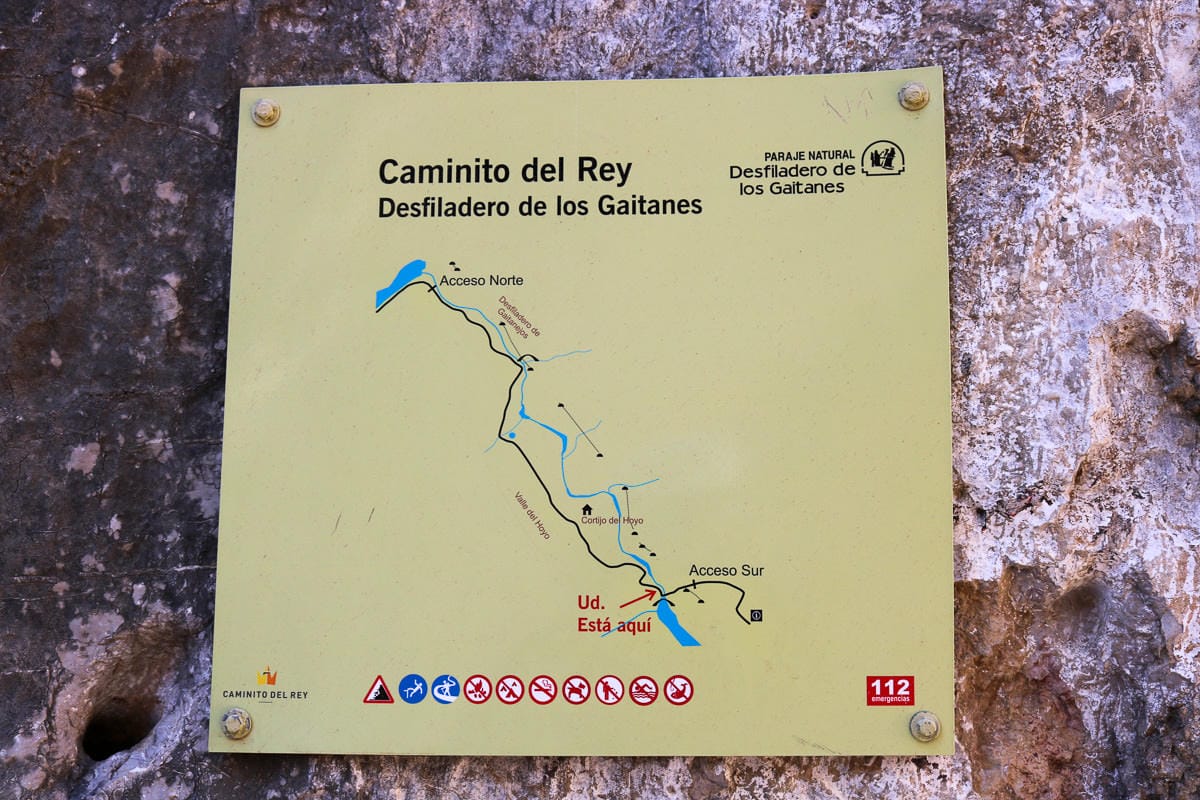 Caminito del Rey
Desfiladero de los Gaitanes
PARAJE NATURAL
Desfiladero de
los Gaitanes
Acceso Norte
Desfiladero de
Gaitanejos
Valle del Hoyo
Cortijo del Hoyo
Acceso Sur
Ud.
Está aquí
CAMINITO DEL REY
112
emergencias